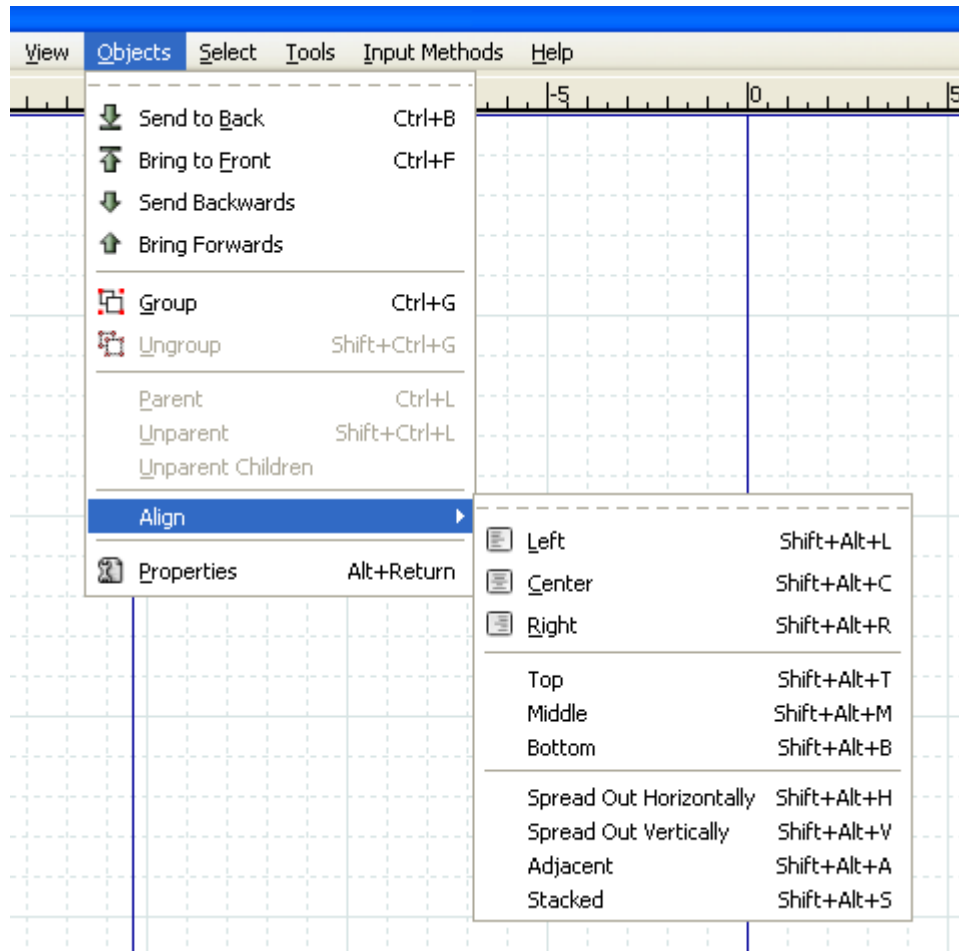 View Objects Select Tools Input Methods Help
-5 0 5
Send to Back Ctrl+B
Bring to Front Ctrl+F
Send Backwards
Bring Forwards
Group Ctrl+G
Ungroup Shift+Ctrl+G
Parent Ctrl+L
Unparent Shift+Ctrl+L
Unparent Children
Align
Properties Alt+Return
Left Shift+Alt+L
Center Shift+Alt+C
Right Shift+Alt+R
Top Shift+Alt+T
Middle Shift+Alt+M
Bottom Shift+Alt+B
Spread Out Horizontally Shift+Alt+H
Spread Out Vertically Shift+Alt+V
Adjacent Shift+Alt+A
Stacked Shift+Alt+S